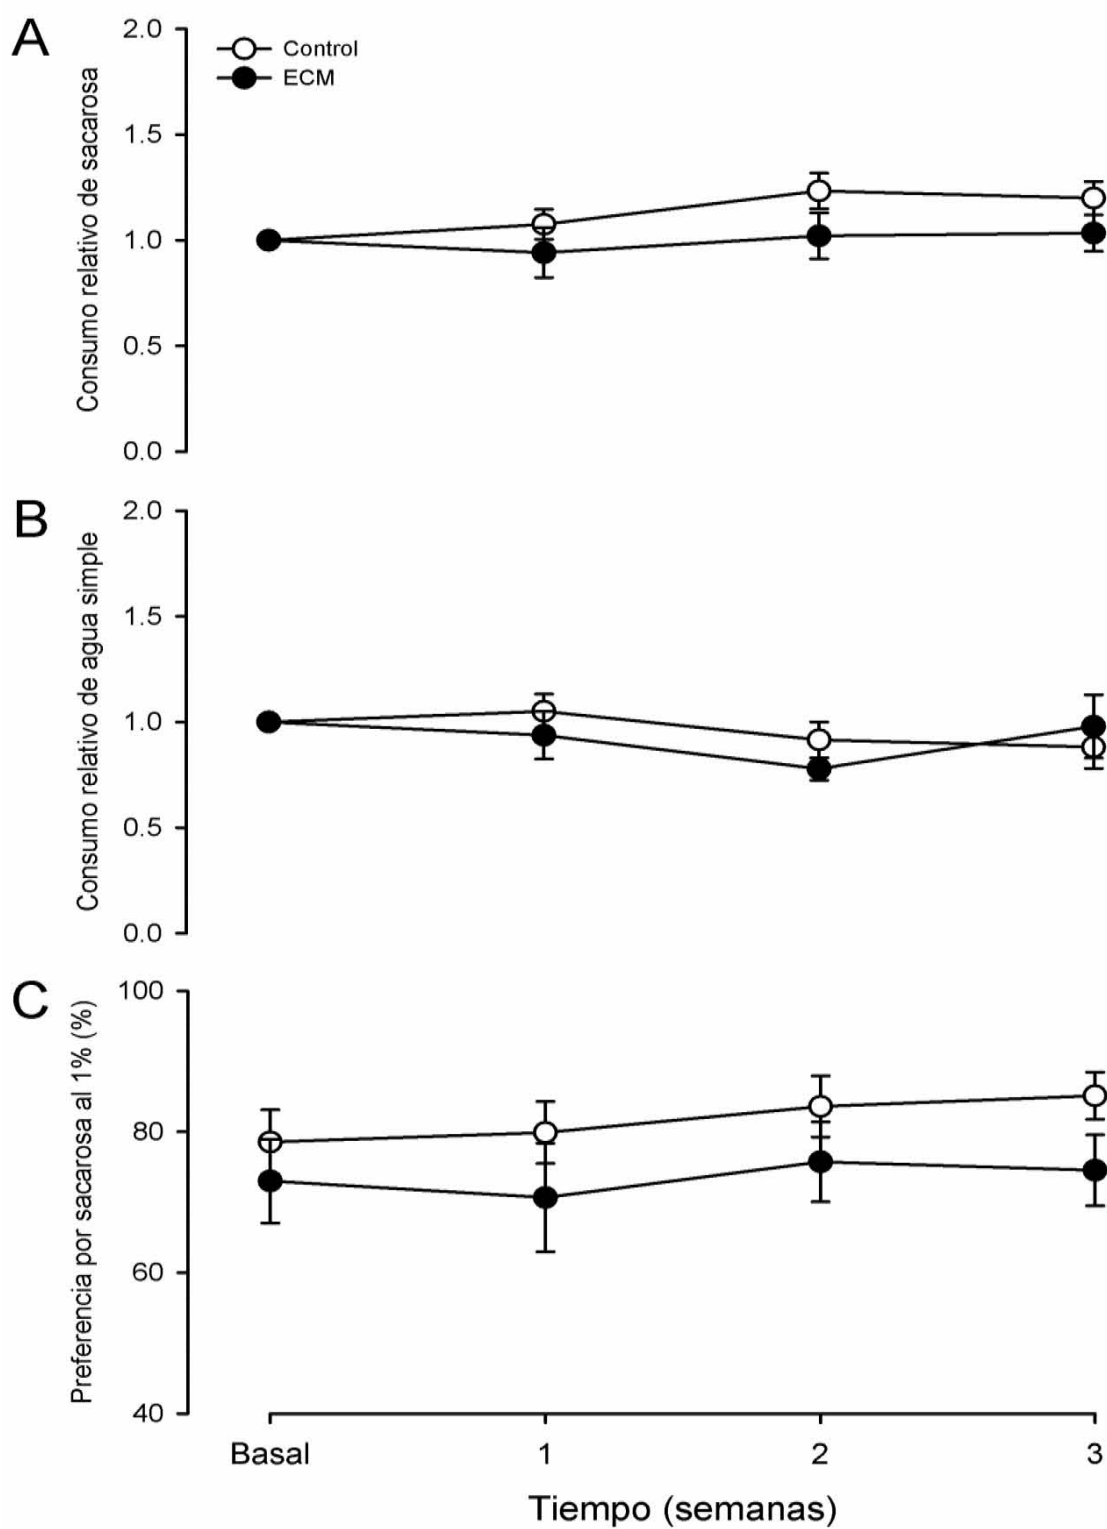 A
Consumo relativo de sacarosa
2.0
1.5
1.0
0.5
0.0
Control
ECM
B
Consumo relativo de agua simple
2.0
1.5
1.0
0.5
0.0
C
Preferencia por sacarosa al 1% (%)
100
80
60
40
Basal 1 2 3
Tiempo (semanas)